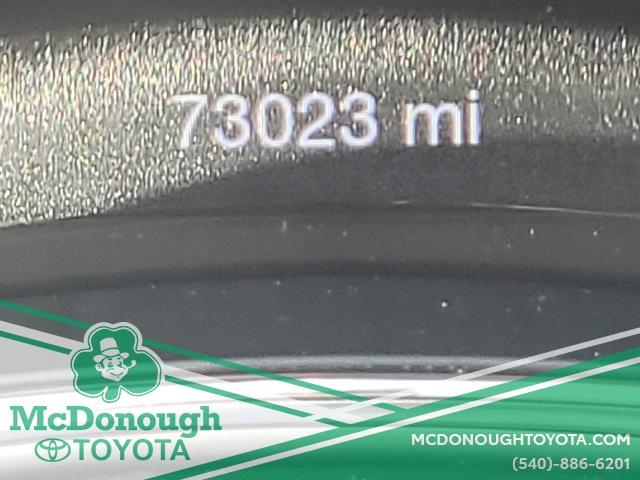 73023 mi
McDonough
TOYOTA
MCDONOUGHTOYOTA.COM
(540)-886-6201